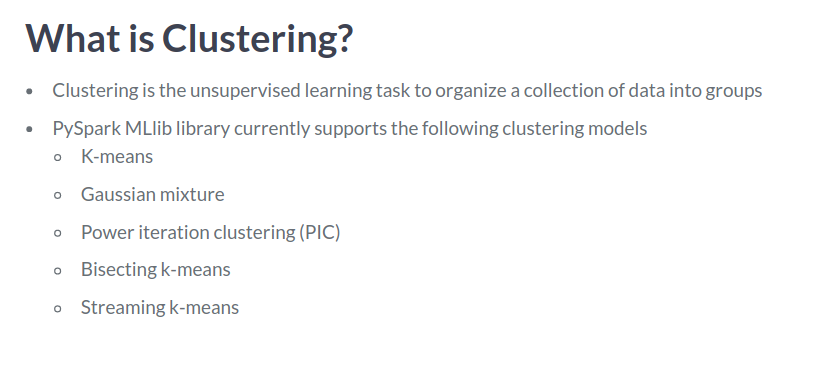 What is Clustering?
Clustering is the unsupervised learning task to organize a collection of data into groups
PySpark MLlib library currently supports the following clustering models
K-means
Gaussian mixture
Power iteration clustering (PIC)
Bisecting k-means
Streaming k-means